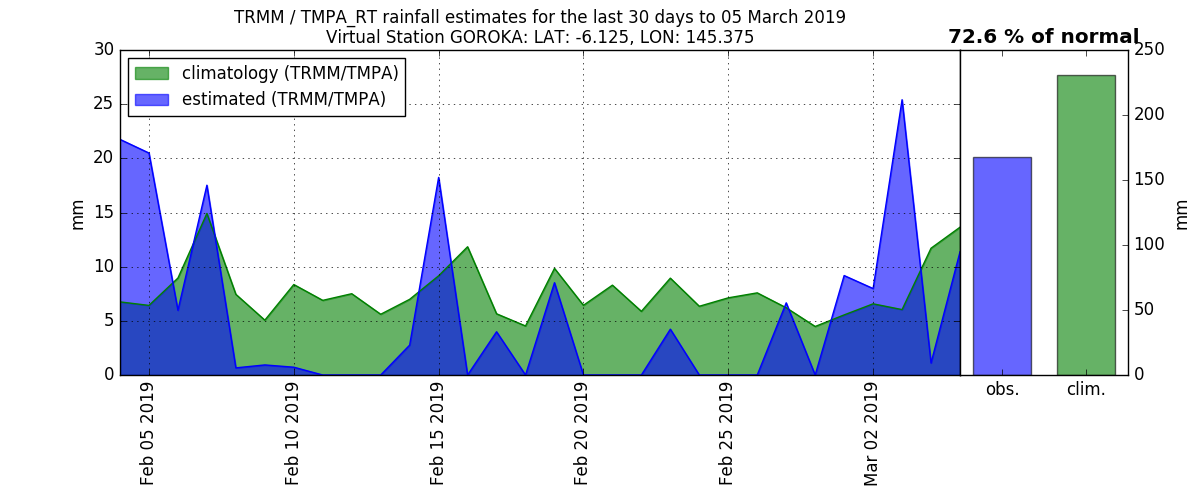 TRMM / TMPA_RT rainfall estimates for the last 30 days to 05 March 2019
Virtual Station GOROKA: LAT: -6.125, LON: 145.375
72.6 % of normal
climatology (TRMM/TMPA)
estimated (TRMM/TMPA)
30
25
20
15
10
5
0
mm
250
200
150
100
50
0
mm
Feb 05 2019
Feb 10 2019
Feb 15 2019
Feb 20 2019
Feb 25 2019
Mar 02 2019
obs.
clim.